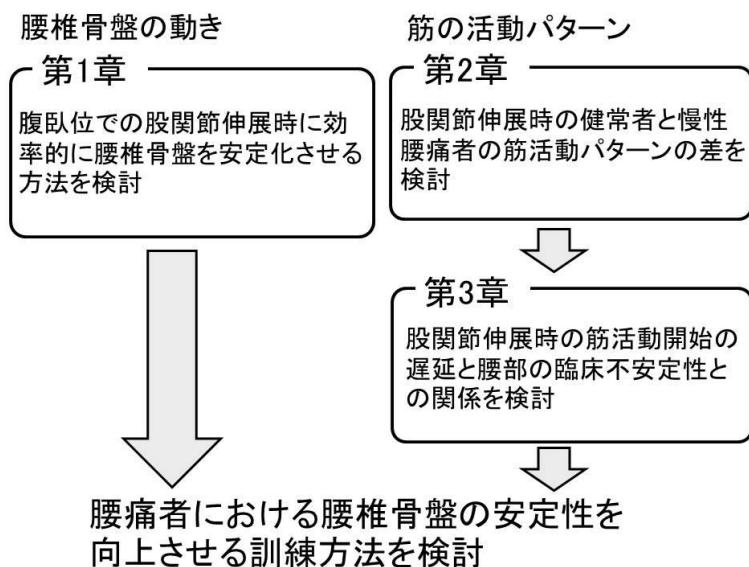 腰椎骨盤の動き
第1章
腹臥位での股関節伸展時に効
率的に腰椎骨盤を安定化させる
方法を検討
筋の活動パターン
第2章
股関節伸展時の健常者と慢性
腰痛者の筋活動パターンの差を
検討
第3章
股関節伸展時の筋活動開始の
遅延と腰部の臨床不安定性と
の関係を検討
腰痛者における腰椎骨盤の安定性を
向上させる訓練方法を検討